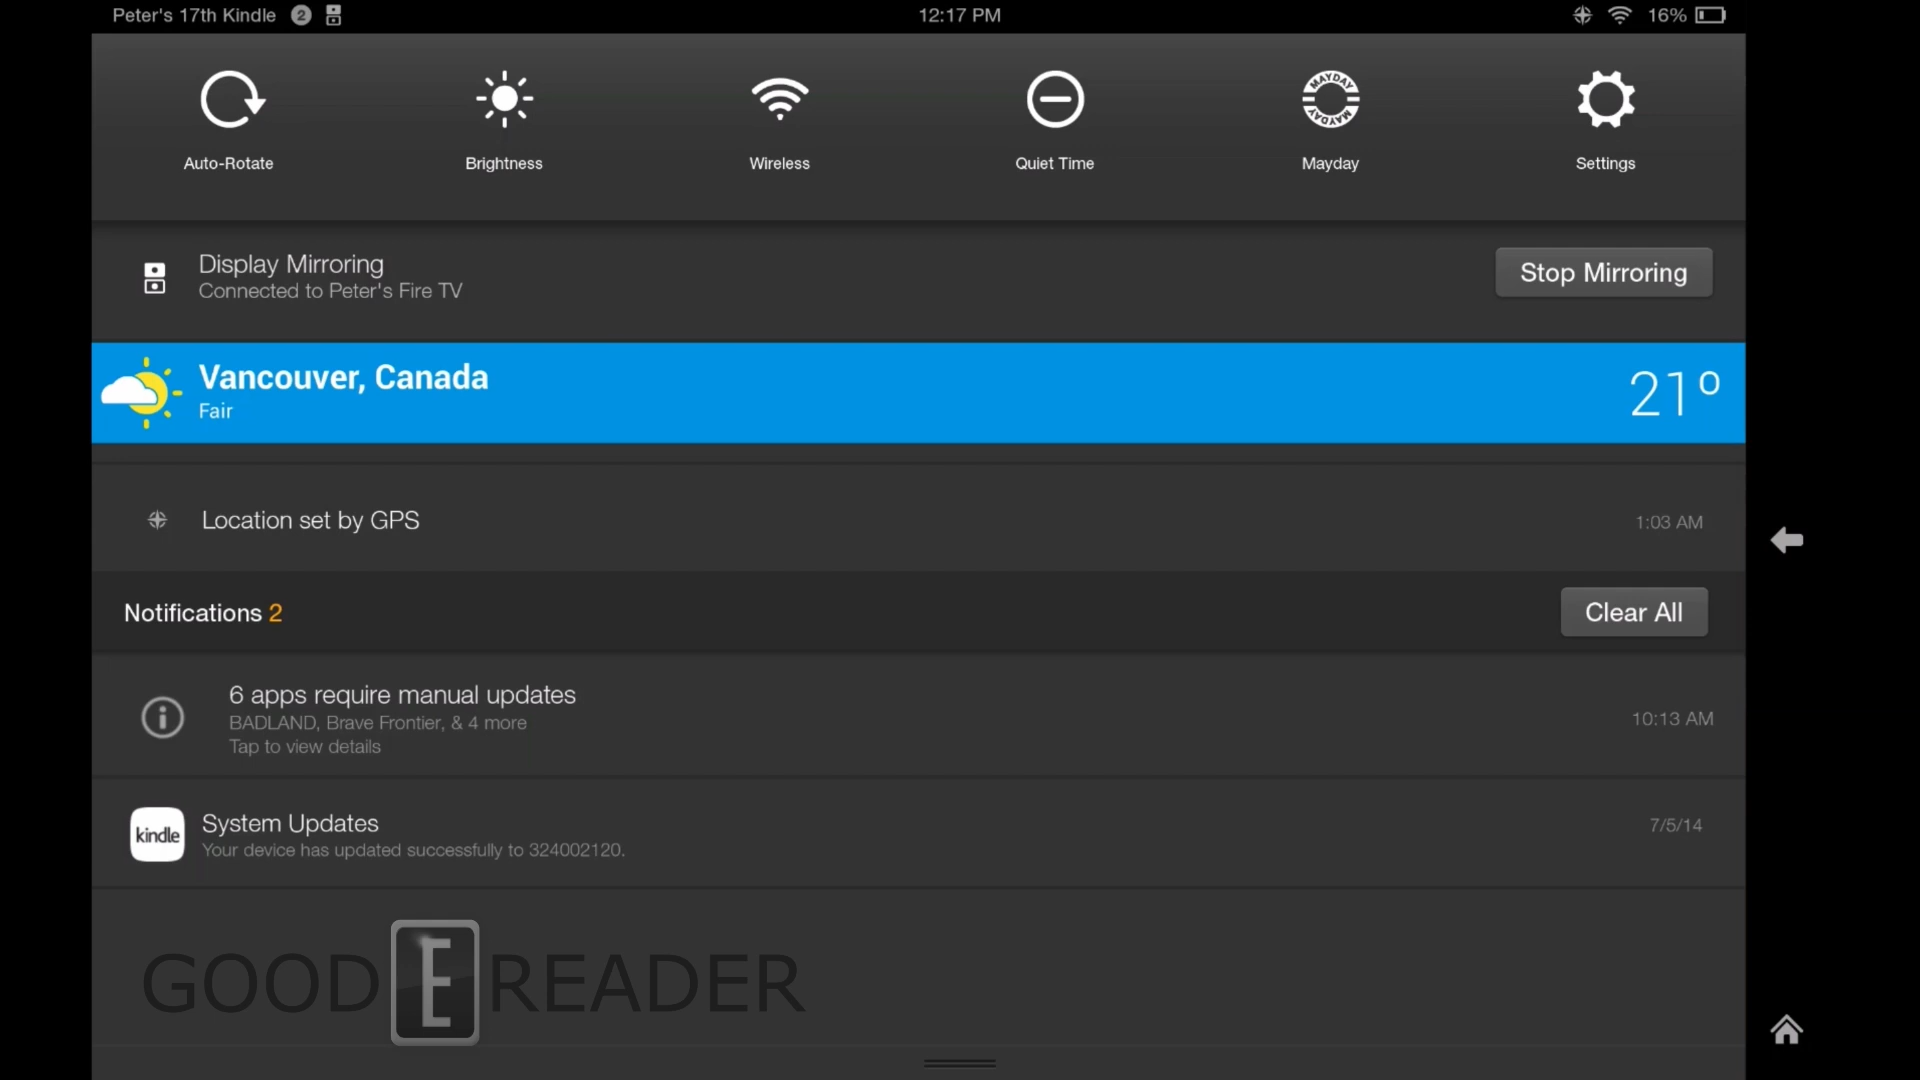 Peter's 17th Kindle 2
12:17 PM
16%
Auto-Rotate
Brightness
Wireless
Quiet Time
MAYDAY
MAYDAY
Mayday
Settings
Display Mirroring
Connected to Peter's Fire TV
Stop Mirroring
Vancouver, Canada
Fair
21°
Location set by GPS
1:03 AM
Notifications 2
Clear All
6 apps require manual updates
BADLAND, Brave Frontier, & 4 more
Tap to view details
10:13 AM
kindle
System Updates
Your device has updated successfully to 324002120.
7/5/14
GOOD E READER